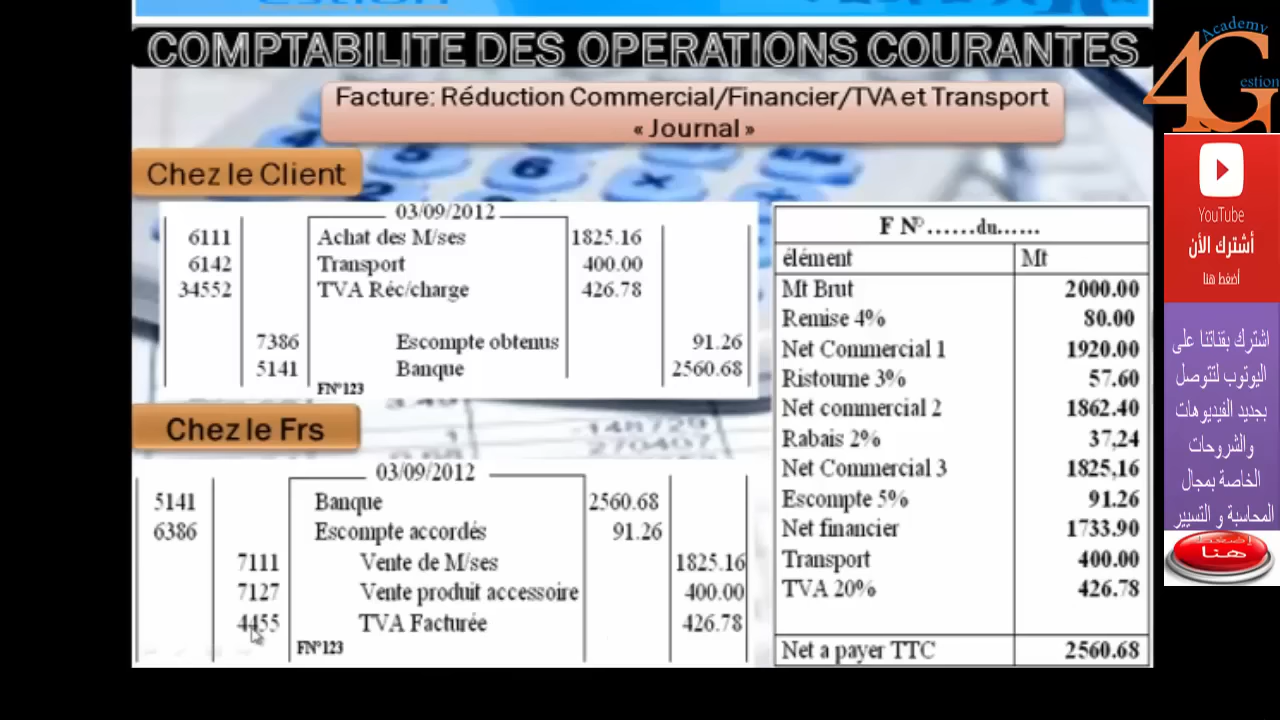 COMPTABILITE DES OPERATIONS COURANTES
Facture: Réduction Commercial/Financier/TVA et Transport
« Journal »
Chez le Client
03/09/2012
6111 Achat des M/ses 1825.16
6142 Transport 400.00
34552 TVA Réc/charge 426.78
7386 Escompte obtenus 91.26
5141 Banque 2560.68
FN°123
Chez le Frs
03/09/2012
5141 Banque 2560.68
6386 Escompte accordés 91.26
7111 Vente de M/ses 1825.16
7127 Vente produit accessoire 400.00
4455 TVA Facturée 426.78
FN°123
F N°......du......
élément Mt
Mt Brut 2000.00
Remise 4% 80.00
Net Commercial 1 1920.00
Ristourne 3% 57.60
Net commercial 2 1862.40
Rabais 2% 37,24
Net Commercial 3 1825,16
Escompte 5% 91.26
Net financier 1733.90
Transport 400.00
TVA 20% 426.78
Net a payer TTC 2560.68
Academy
4G
estion
YouTube
أشترك الأن
أضغط هنا
اشترك بقناتنا على
اليوتوب لتتوصل
بجديد الفيديوهات
والشروحات
الخاصة بمجال
المحاسبة و التسيير
إضغط
هنا